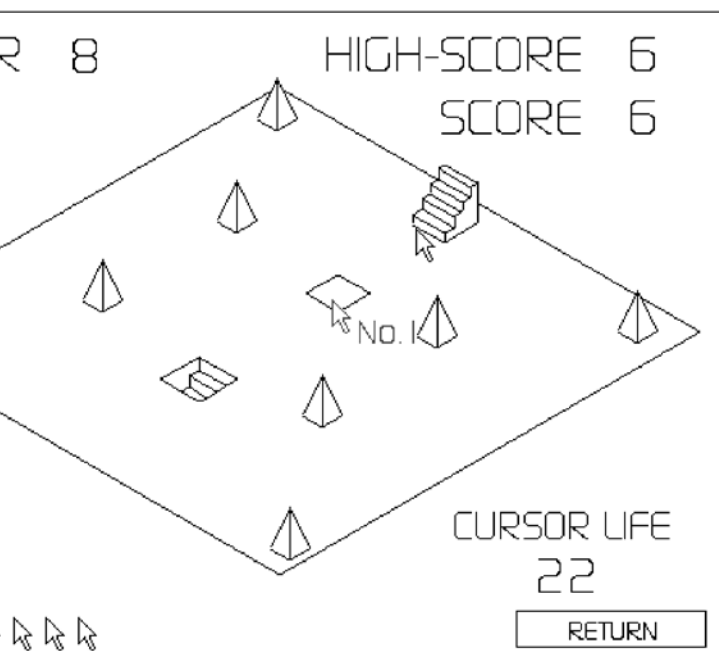 R 8
HIGH-SCORE 6
SCORE 6
No. 1
CURSOR LIFE
22
RETURN